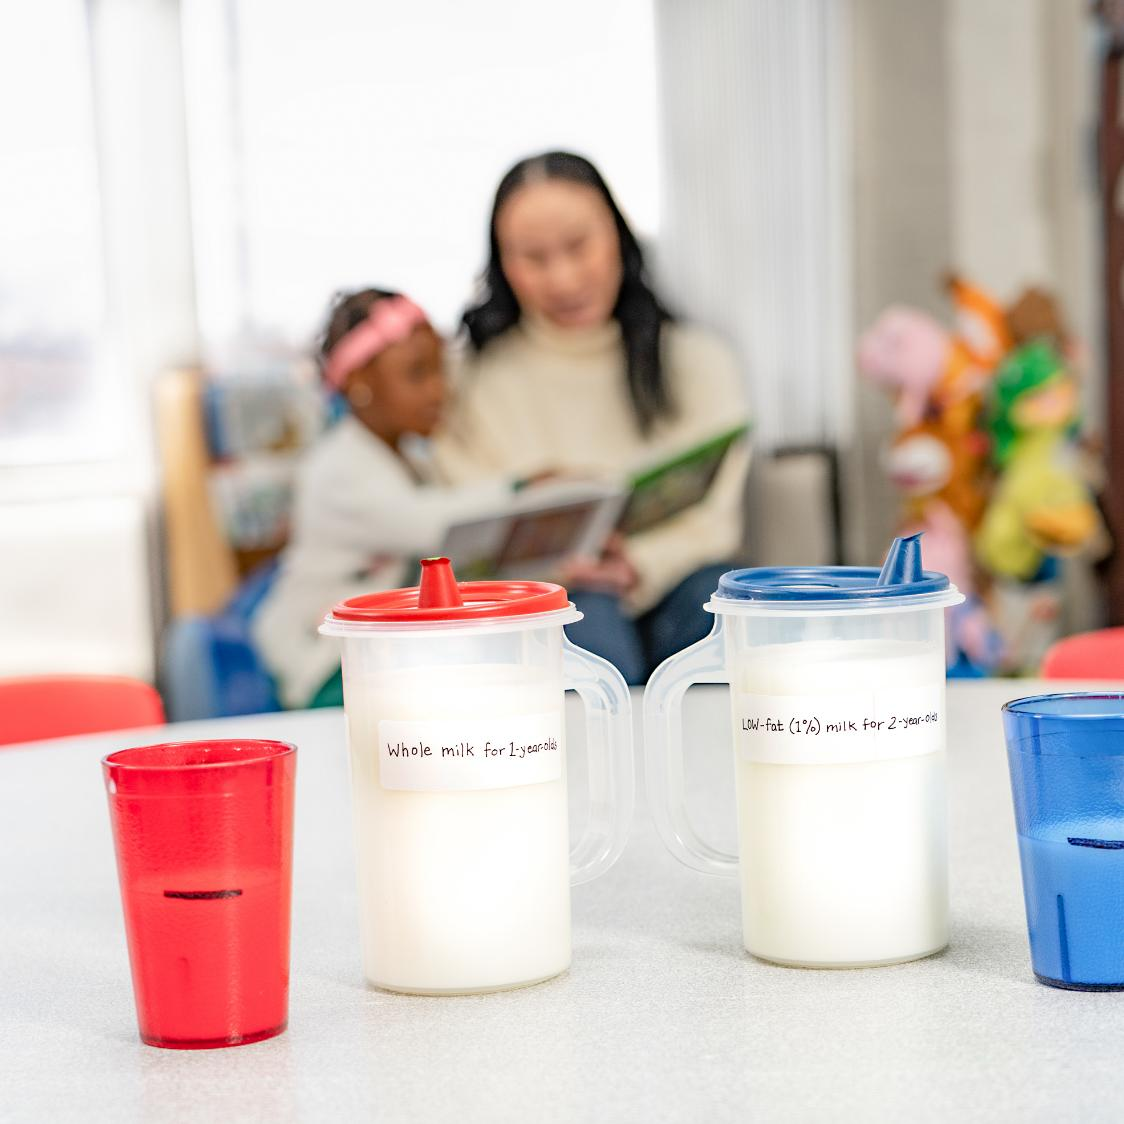 Whole milk for 1-year-olds
Low-fat (1%) milk for 2-year-olds